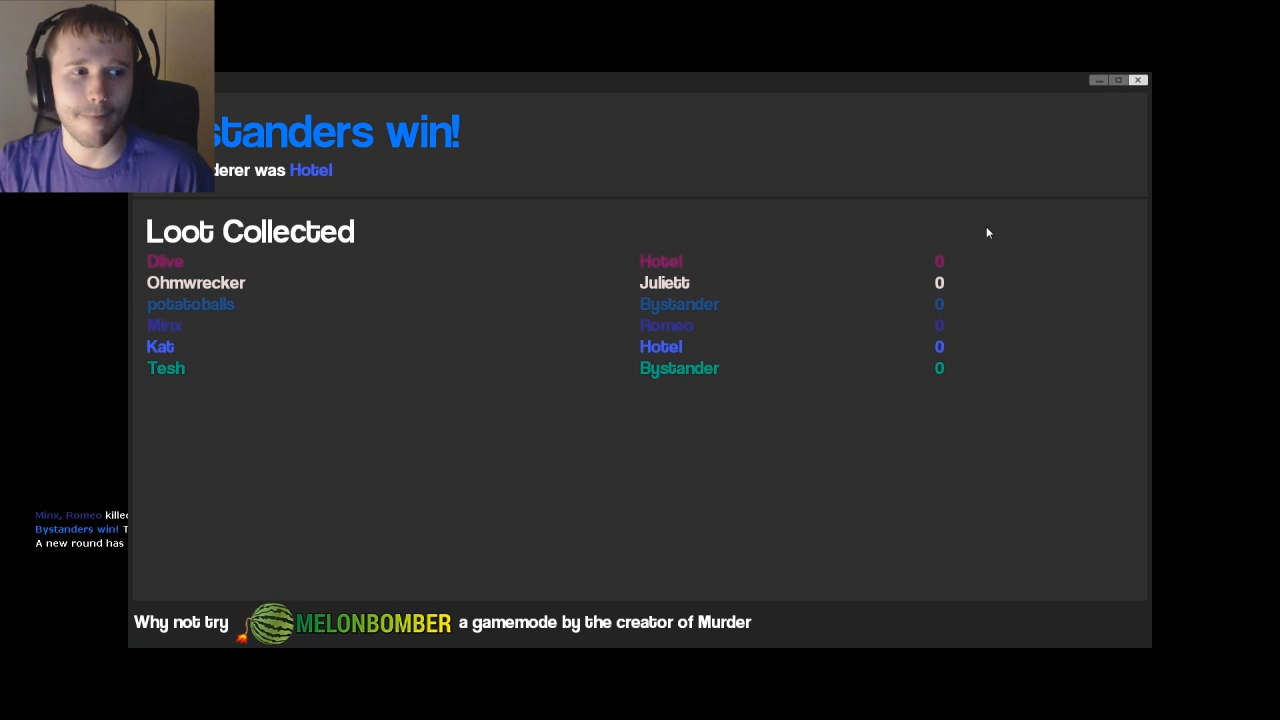 standers win!
derer was Hotel
Loot Collected
Dlive Hotel 0
Ohmwrecker Juliett 0
potatoballs Bystander 0
Minx Romeo 0
Kat Hotel 0
Tesh Bystander 0
Minx, Romeo killed
Bystanders win! T
A new round has
Why not try MELONBOMBER a gamemode by the creator of Murder